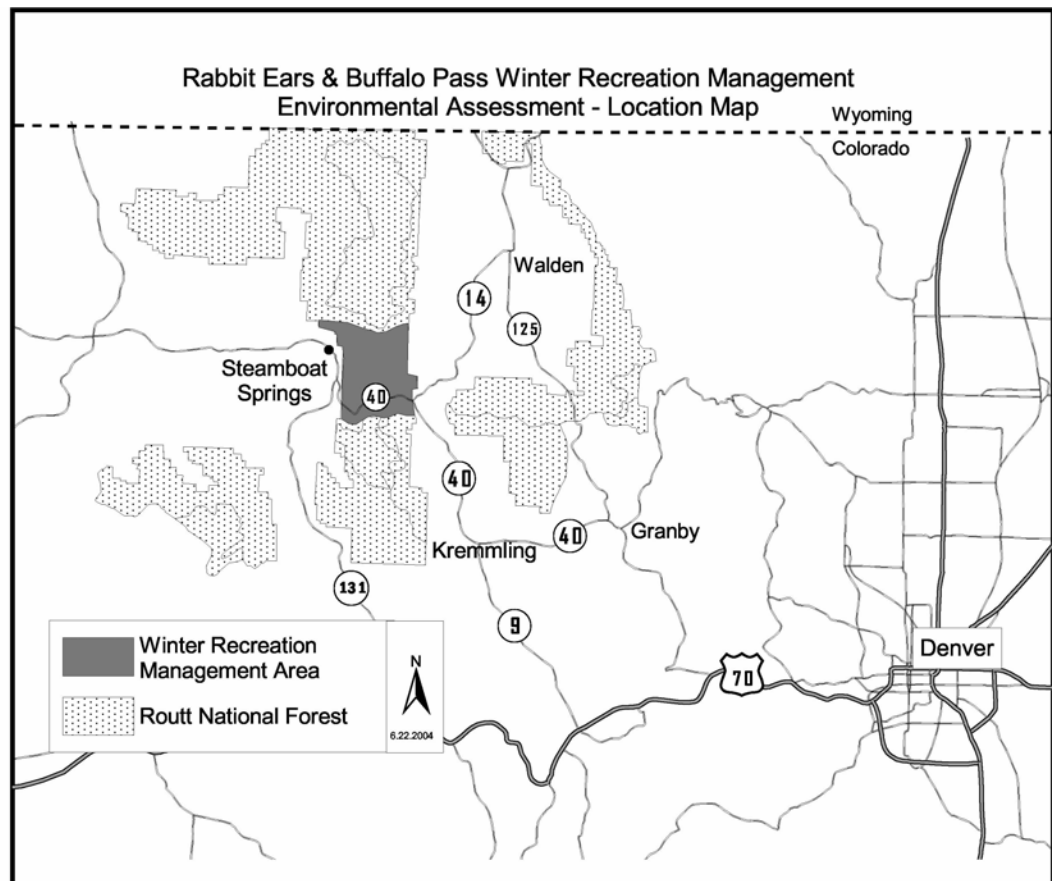 Rabbit Ears & Buffalo Pass Winter Recreation Management
Environmental Assessment - Location Map
Wyoming
Colorado
Walden
14
125
Steamboat
Springs
40
40
Kremmling
40
Granby
131
9
Denver
70
Winter Recreation
Management Area
Routt National Forest
N
6.22.2004